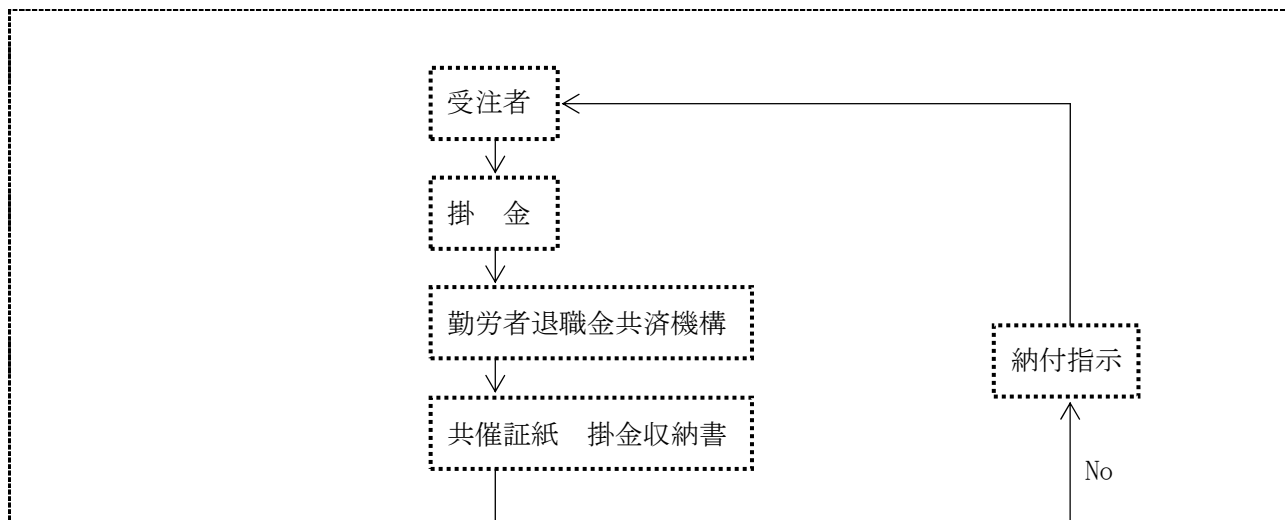 受注者
掛　金
勤労者退職金共済機構
納付指示
共催証紙　掛金収納書
No